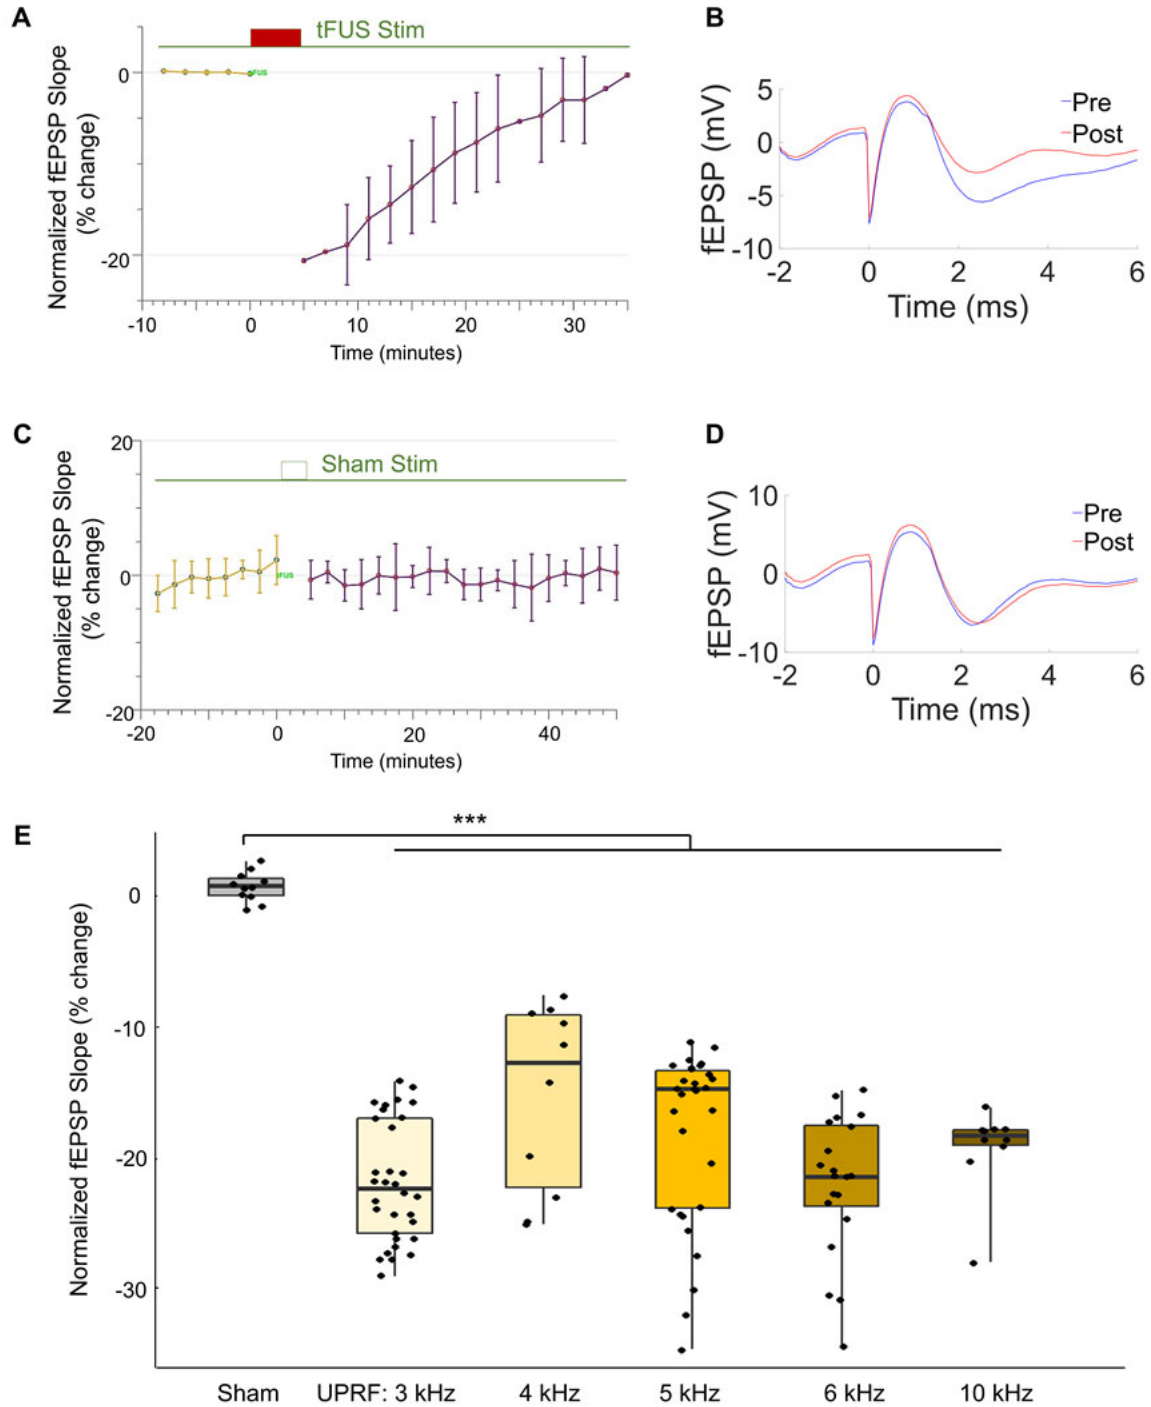 A
tFUS Stim
Normalized fEPSP Slope
(% change)
0
-20
FUS
-10
0
10
20
30
Time (minutes)
B
fEPSP (mV)
5
0
-5
-10
Pre
Post
-2
0
2
4
6
Time (ms)
C
Sham Stim
Normalized fEPSP Slope
(% change)
20
0
-20
tFUS
-20
0
20
40
Time (minutes)
D
fEPSP (mV)
10
0
-10
Pre
Post
-2
0
2
4
6
Time (ms)
E
***
Normalized fEPSP Slope (% change)
0
-10
-20
-30
Sham
UPRF: 3 kHz
4 kHz
5 kHz
6 kHz
10 kHz